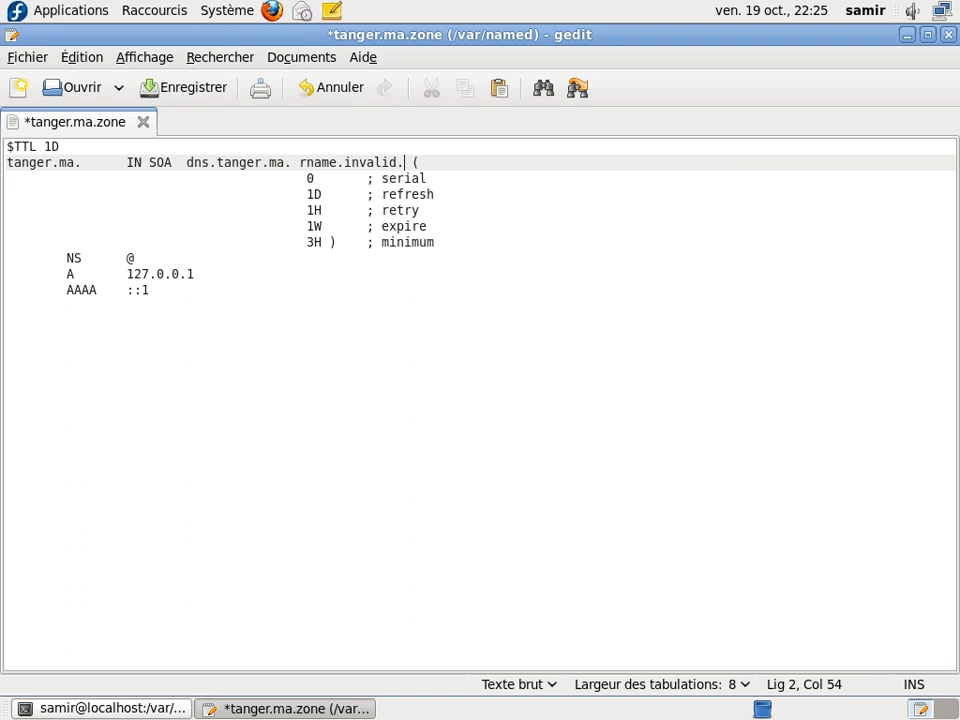 Applications Raccourcis Système ven. 19 oct., 22:25 samir
*tanger.ma.zone (/var/named) - gedit
Fichier Édition Affichage Rechercher Documents Aide
Ouvrir Enregistrer Annuler
*tanger.ma.zone
$TTL 1D
tanger.ma. IN SOA dns.tanger.ma. rname.invalid. (
0 ; serial
1D ; refresh
1H ; retry
1W ; expire
3H ) ; minimum
NS @
A 127.0.0.1
AAAA ::1
Texte brut Largeur des tabulations: 8 Lig 2, Col 54 INS
samir@localhost:/var/... *tanger.ma.zone (/var...